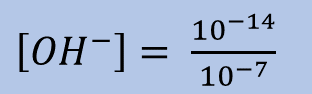 [OH⁻] = 10⁻¹⁴ / 10⁻⁷